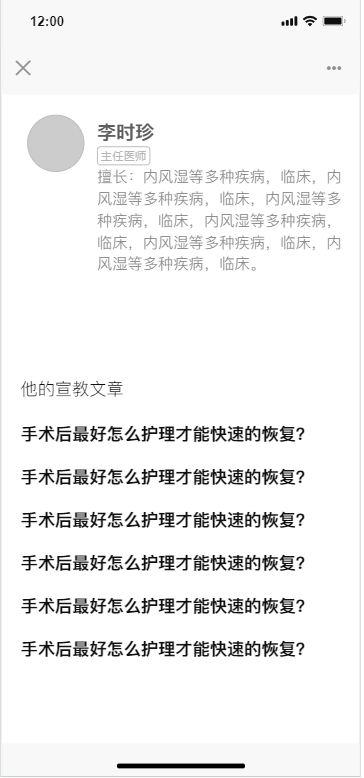 12:00
李时珍
主任医师
擅长：内风湿等多种疾病，临床，内
风湿等多种疾病，临床，内风湿等多
种疾病，临床，内风湿等多种疾病，
临床，内风湿等多种疾病，临床，内
风湿等多种疾病，临床。
他的宣教文章
手术后最好怎么护理才能快速的恢复？
手术后最好怎么护理才能快速的恢复？
手术后最好怎么护理才能快速的恢复？
手术后最好怎么护理才能快速的恢复？
手术后最好怎么护理才能快速的恢复？
手术后最好怎么护理才能快速的恢复？